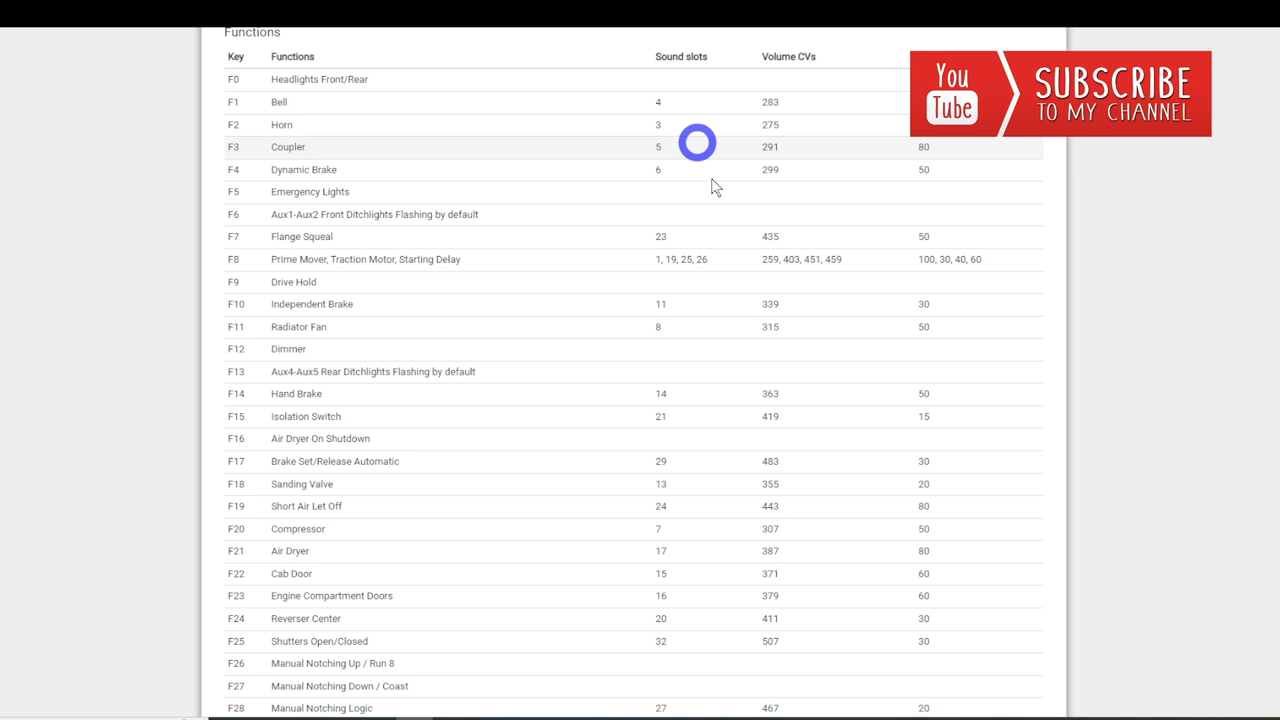 Functions
Key Functions Sound slots Volume CVs
F0 Headlights Front/Rear
F1 Bell 4 283
F2 Horn 3 275
F3 Coupler 5 291 80
F4 Dynamic Brake 6 299 50
F5 Emergency Lights
F6 Aux1-Aux2 Front Ditchlights Flashing by default
F7 Flange Squeal 23 435 50
F8 Prime Mover, Traction Motor, Starting Delay 1, 19, 25, 26 259, 403, 451, 459 100, 30, 40, 60
F9 Drive Hold
F10 Independent Brake 11 339 30
F11 Radiator Fan 8 315 50
F12 Dimmer
F13 Aux4-Aux5 Rear Ditchlights Flashing by default
F14 Hand Brake 14 363 50
F15 Isolation Switch 21 419 15
F16 Air Dryer On Shutdown
F17 Brake Set/Release Automatic 29 483 30
F18 Sanding Valve 13 355 20
F19 Short Air Let Off 24 443 80
F20 Compressor 7 307 50
F21 Air Dryer 17 387 80
F22 Cab Door 15 371 60
F23 Engine Compartment Doors 16 379 60
F24 Reverser Center 20 411 30
F25 Shutters Open/Closed 32 507 30
F26 Manual Notching Up / Run 8
F27 Manual Notching Down / Coast
F28 Manual Notching Logic 27 467 20
You
Tube
SUBSCRIBE
TO MY CHANNEL